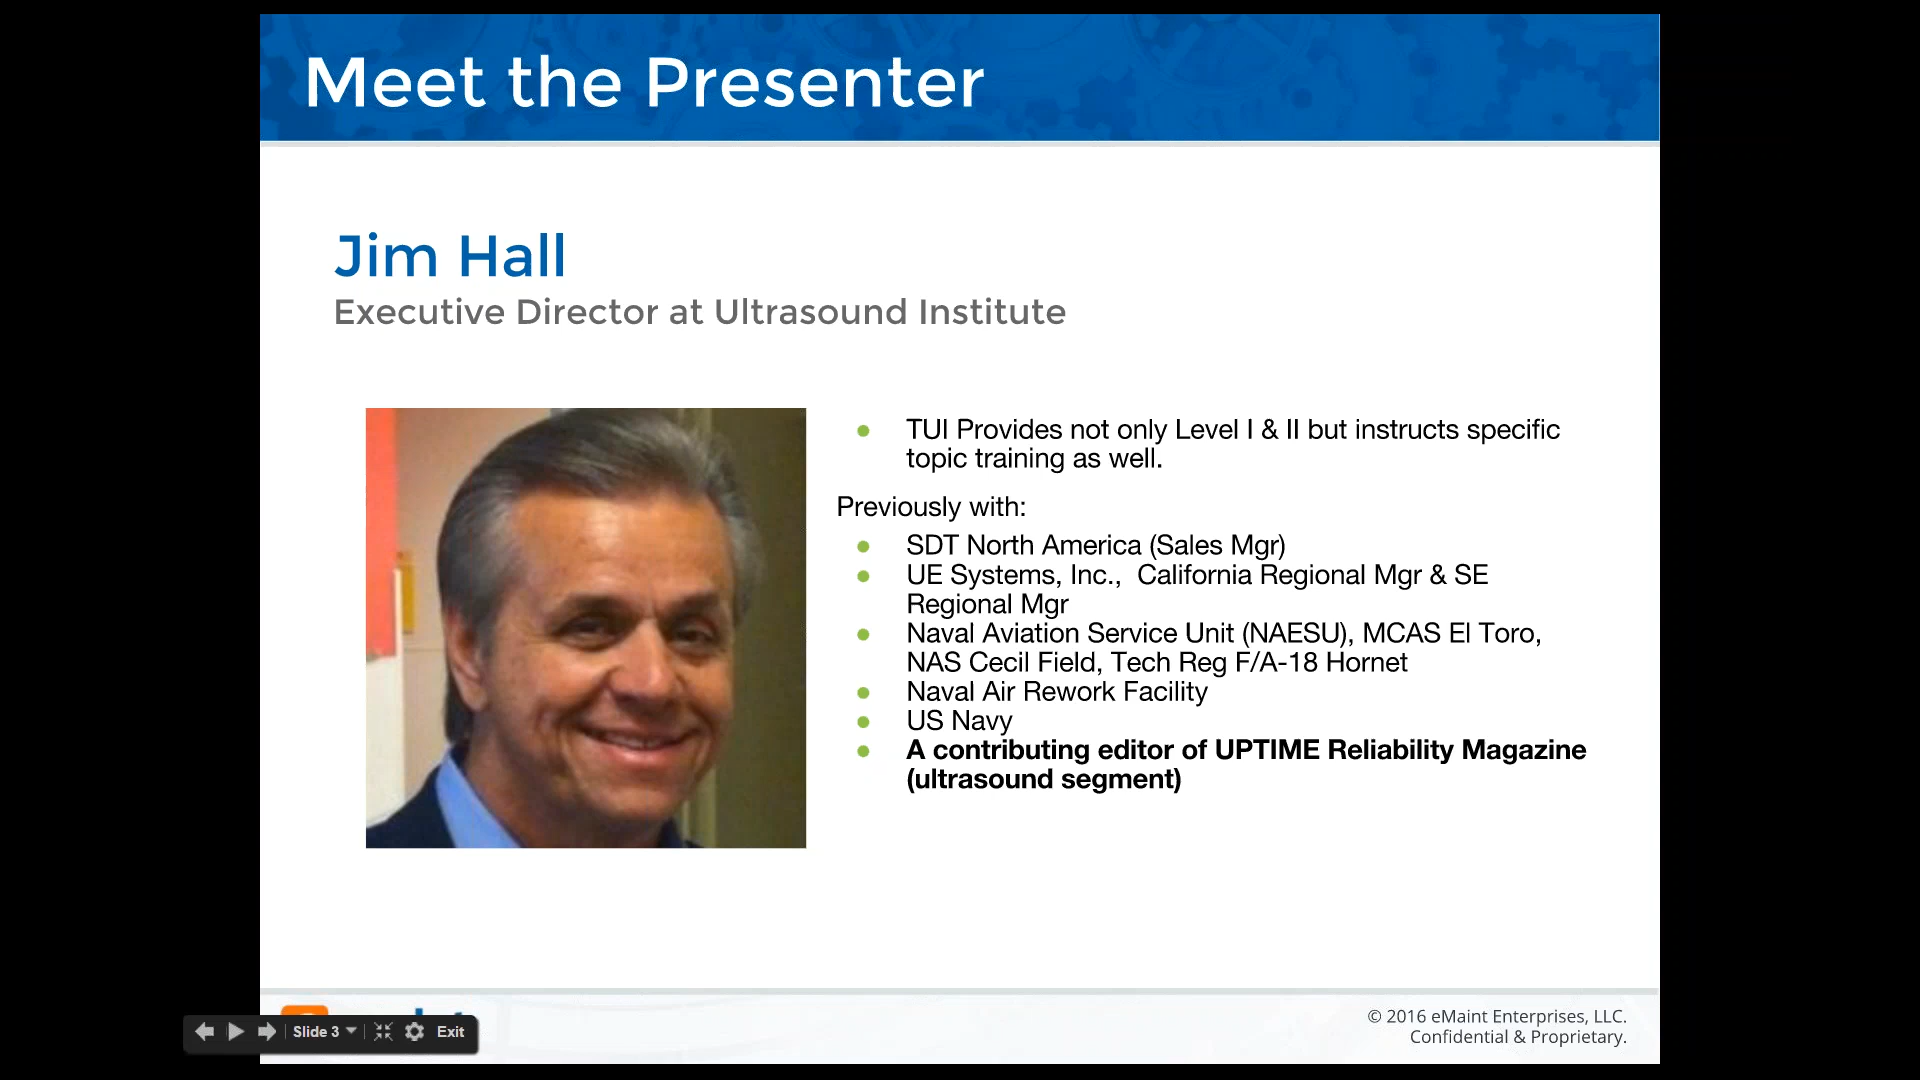 Meet the Presenter
Jim Hall
Executive Director at Ultrasound Institute
TUI Provides not only Level I & II but instructs specific
topic training as well.
Previously with:
SDT North America (Sales Mgr)
UE Systems, Inc.,  California Regional Mgr & SE
Regional Mgr
Naval Aviation Service Unit (NAESU), MCAS El Toro,
NAS Cecil Field, Tech Reg F/A-18 Hornet
Naval Air Rework Facility
US Navy
A contributing editor of UPTIME Reliability Magazine
(ultrasound segment)
Slide 3
Exit
© 2016 eMaint Enterprises, LLC.
Confidential & Proprietary.